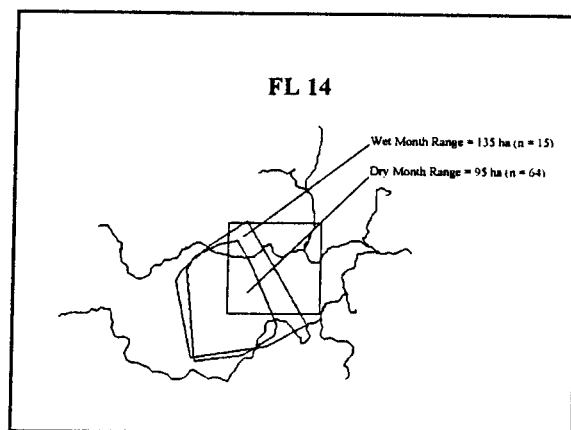 FL 14
Wet Month Range = 135 ha (n = 15)
Dry Month Range = 95 ha (n = 64)